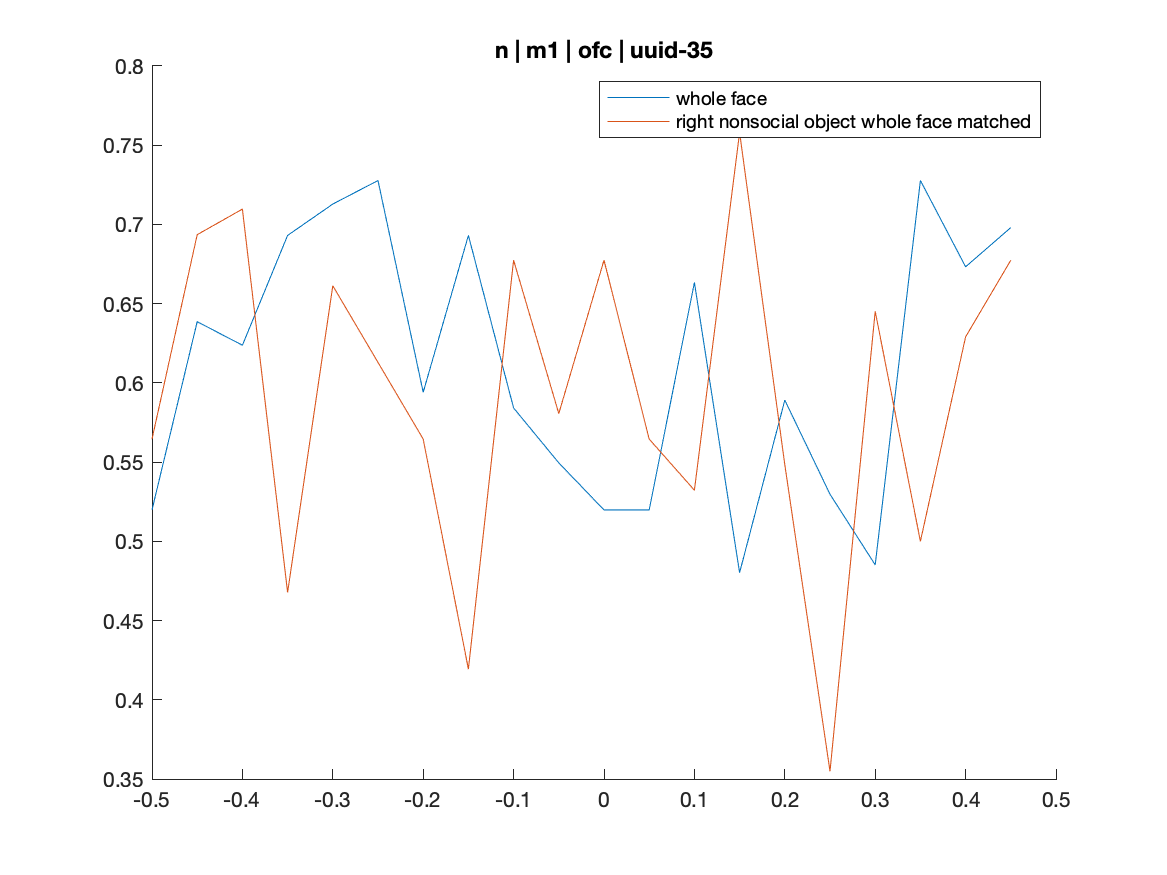 n | m1 | ofc | uuid-35
whole face
right nonsocial object whole face matched
0.8
0.75
0.7
0.65
0.6
0.55
0.5
0.45
0.4
0.35
-0.5 -0.4 -0.3 -0.2 -0.1 0 0.1 0.2 0.3 0.4 0.5